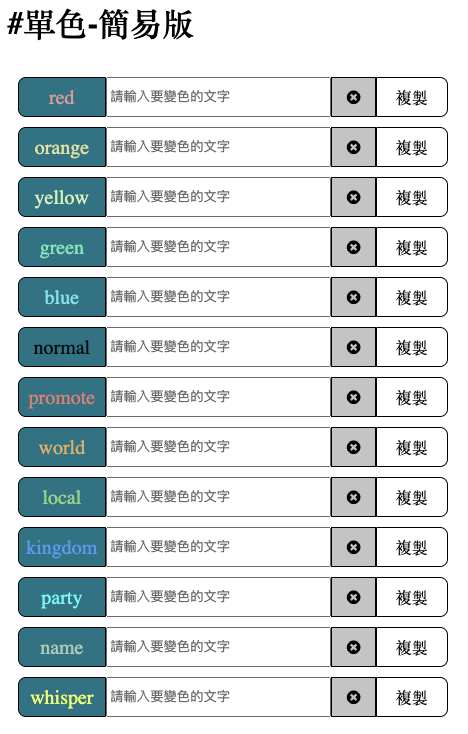 #單色-簡易版
red 請輸入要變色的文字 複製
orange 請輸入要變色的文字 複製
yellow 請輸入要變色的文字 複製
green 請輸入要變色的文字 複製
blue 請輸入要變色的文字 複製
normal 請輸入要變色的文字 複製
promote 請輸入要變色的文字 複製
world 請輸入要變色的文字 複製
local 請輸入要變色的文字 複製
kingdom 請輸入要變色的文字 複製
party 請輸入要變色的文字 複製
name 請輸入要變色的文字 複製
whisper 請輸入要變色的文字 複製